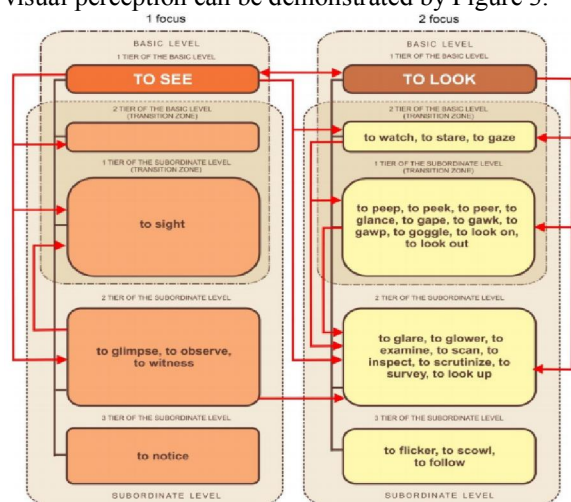 visual perception can be demonstrated by Figure 3.
1 focus
BASIC LEVEL
1 TIER OF THE BASIC LEVEL
TO SEE
2 TIER OF THE BASIC LEVEL
(TRANSITION ZONE)
1 TIER OF THE SUBORDINATE LEVEL
(TRANSITION ZONE)
to sight
2 TIER OF THE SUBORDINATE LEVEL
to glimpse, to observe,
to witness
3 TIER OF THE SUBORDINATE LEVEL
to notice
SUBORDINATE LEVEL
2 focus
BASIC LEVEL
1 TIER OF THE BASIC LEVEL
TO LOOK
2 TIER OF THE BASIC LEVEL
(TRANSITION ZONE)
to watch, to stare, to gaze
1 TIER OF THE SUBORDINATE LEVEL
(TRANSITION ZONE)
to peep, to peek, to peer,
to glance, to gape, to gawk, to
gawp, to goggle, to look on,
to look out
2 TIER OF THE SUBORDINATE LEVEL
to glare, to glower, to
examine, to scan, to
inspect, to scrutinize, to
survey, to look up
3 TIER OF THE SUBORDINATE LEVEL
to flicker, to scowl,
to follow
SUBORDINATE LEVEL